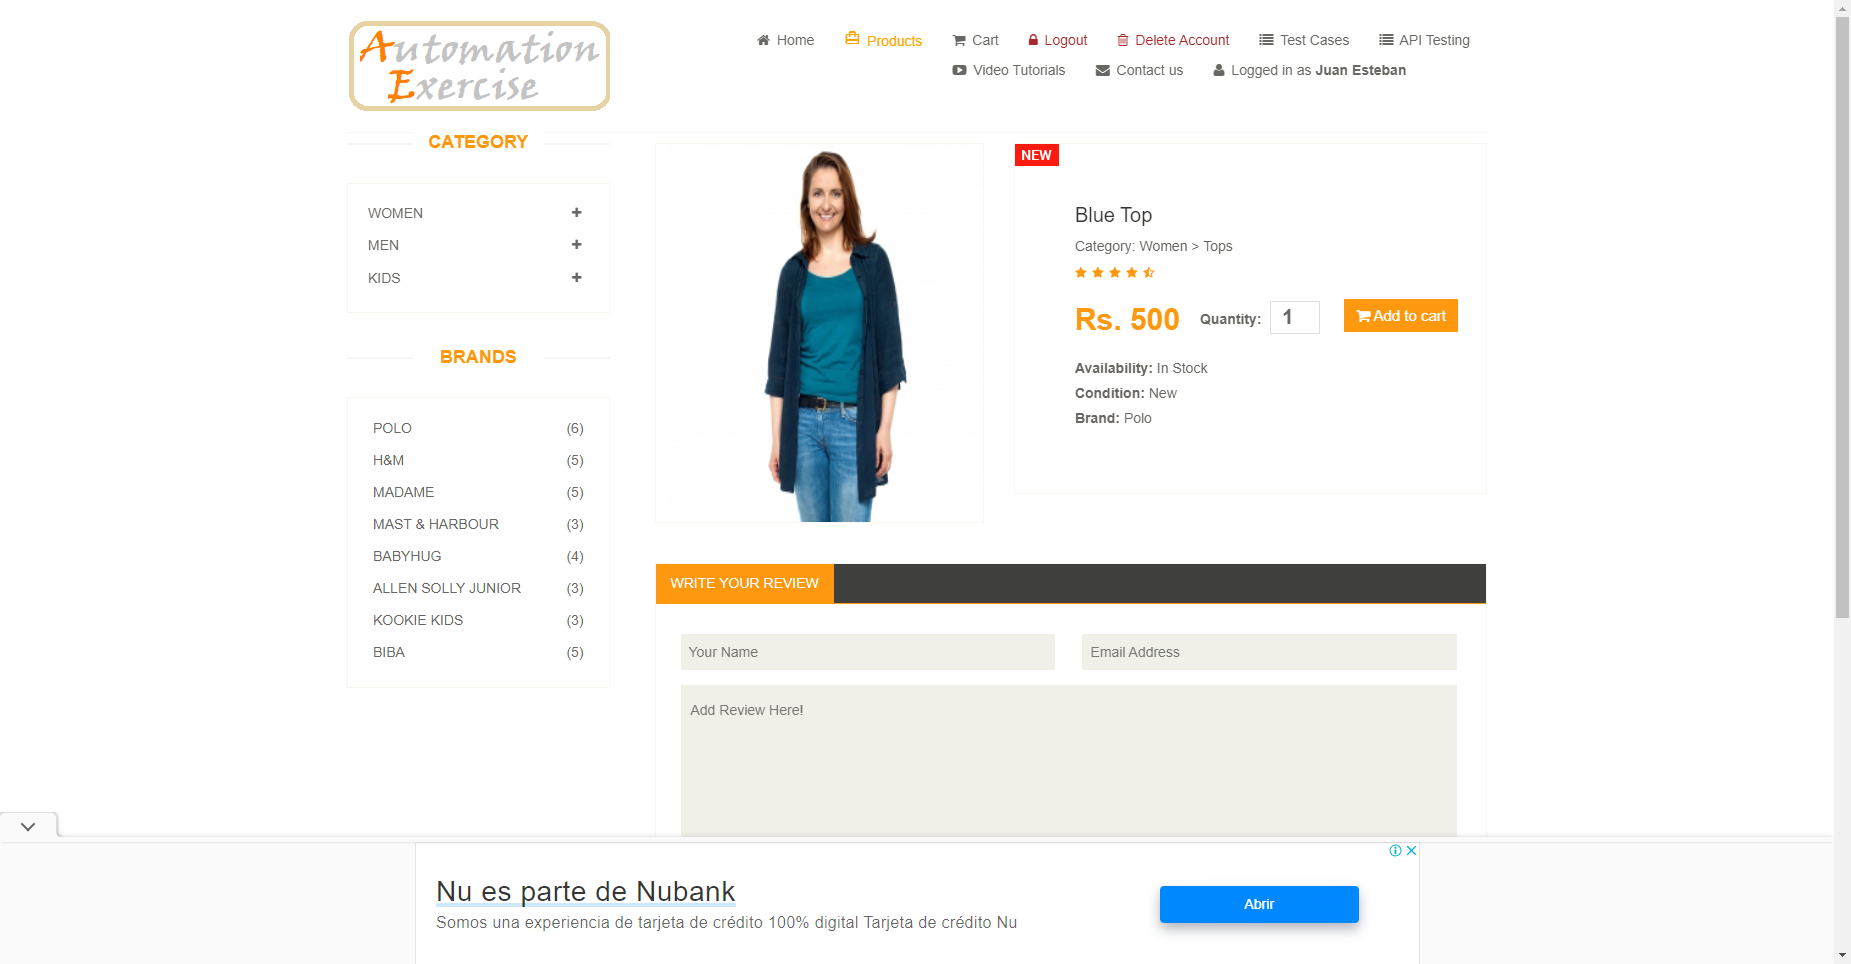 Automation
Exercise
Home
Products
Cart
Logout
Delete Account
Test Cases
API Testing
Video Tutorials
Contact us
Logged in as Juan Esteban
CATEGORY
WOMEN
MEN
KIDS
BRANDS
POLO (6)
H&M (5)
MADAME (5)
MAST & HARBOUR (3)
BABYHUG (4)
ALLEN SOLLY JUNIOR (3)
KOOKIE KIDS (3)
BIBA (5)
NEW
Blue Top
Category: Women > Tops
Rs. 500 Quantity: 1 Add to cart
Availability: In Stock
Condition: New
Brand: Polo
WRITE YOUR REVIEW
Your Name
Email Address
Add Review Here!
Nu es parte de Nubank
Somos una experiencia de tarjeta de crédito 100% digital Tarjeta de crédito Nu
Abrir